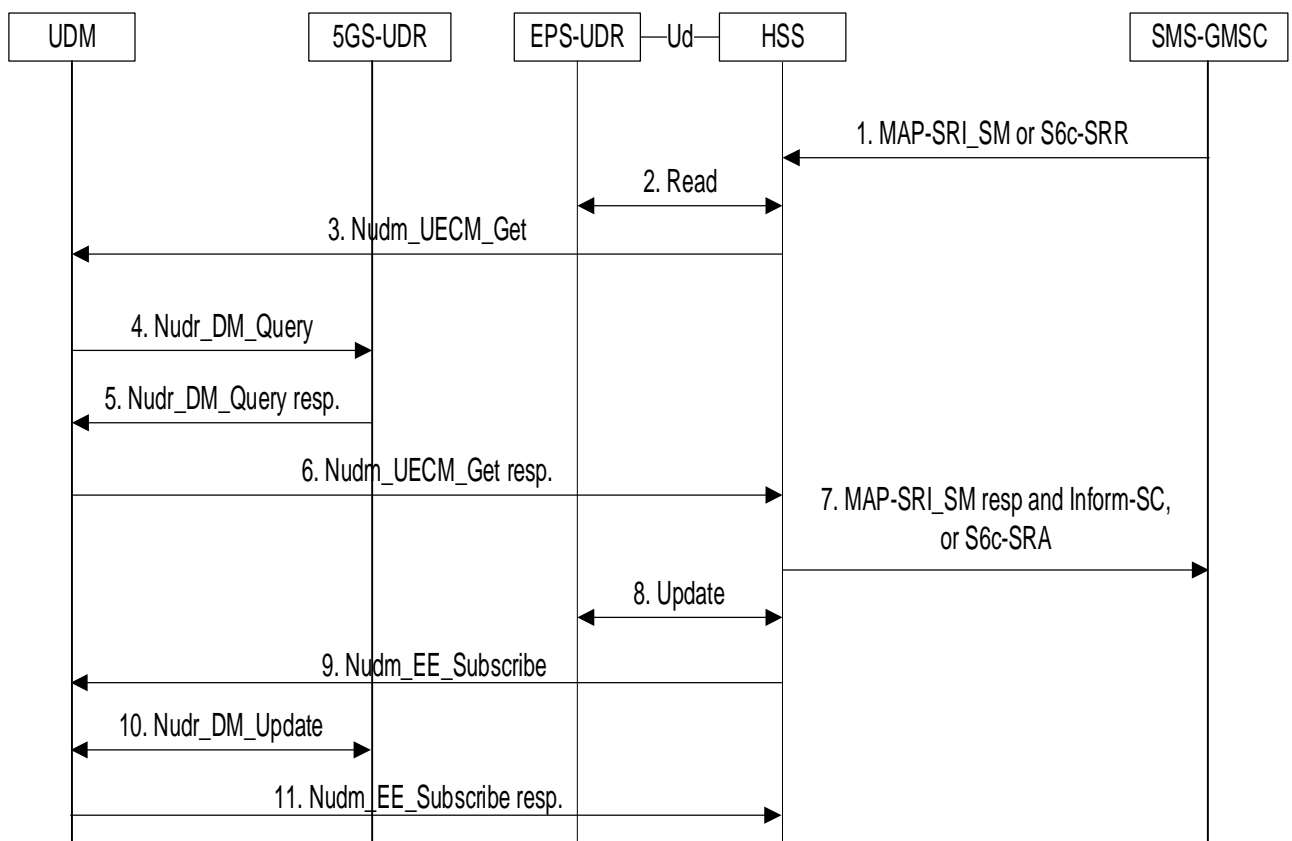 UDM
5GS-UDR
EPS-UDR
Ud
HSS
SMS-GMSC
1. MAP-SRI_SM or S6c-SRR
2. Read
3. Nudm_UECM_Get
4. Nudr_DM_Query
5. Nudr_DM_Query resp.
6. Nudm_UECM_Get resp.
7. MAP-SRI_SM resp and Inform-SC,
or S6c-SRA
8. Update
9. Nudm_EE_Subscribe
10. Nudr_DM_Update
11. Nudm_EE_Subscribe resp.